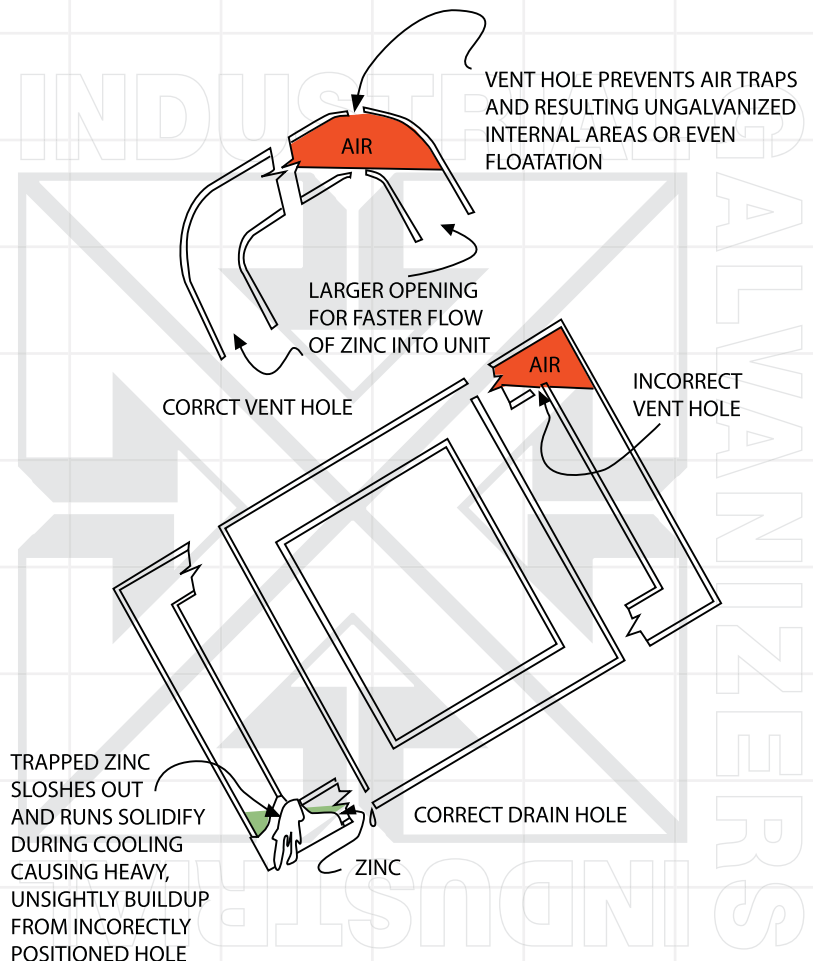 VENT HOLE PREVENTS AIR TRAPS
AND RESULTING UNGALVANIZED
INTERNAL AREAS OR EVEN
FLOATATION
AIR
LARGER OPENING
FOR FASTER FLOW
OF ZINC INTO UNIT
CORRCT VENT HOLE
AIR
INCORRECT
VENT HOLE
TRAPPED ZINC
SLOSHES OUT
AND RUNS SOLIDIFY
DURING COOLING
CAUSING HEAVY,
UNSIGHTLY BUILDUP
FROM INCORECTLY
POSITIONED HOLE
CORRECT DRAIN HOLE
ZINC
INDUSTRIAL
GALVANIZERS
INDUSTRIAL